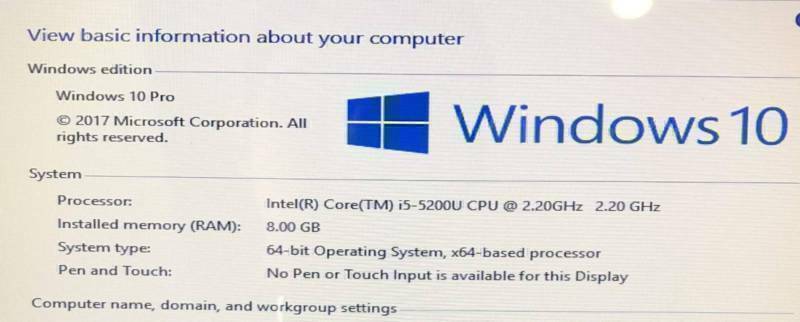 View basic information about your computer
Windows edition
Windows 10 Pro
© 2017 Microsoft Corporation. All
rights reserved.
Windows 10
System
Processor: Intel(R) Core(TM) i5-5200U CPU @ 2.20GHz 2.20 GHz
Installed memory (RAM): 8.00 GB
System type: 64-bit Operating System, x64-based processor
Pen and Touch: No Pen or Touch Input is available for this Display
Computer name, domain, and workgroup settings